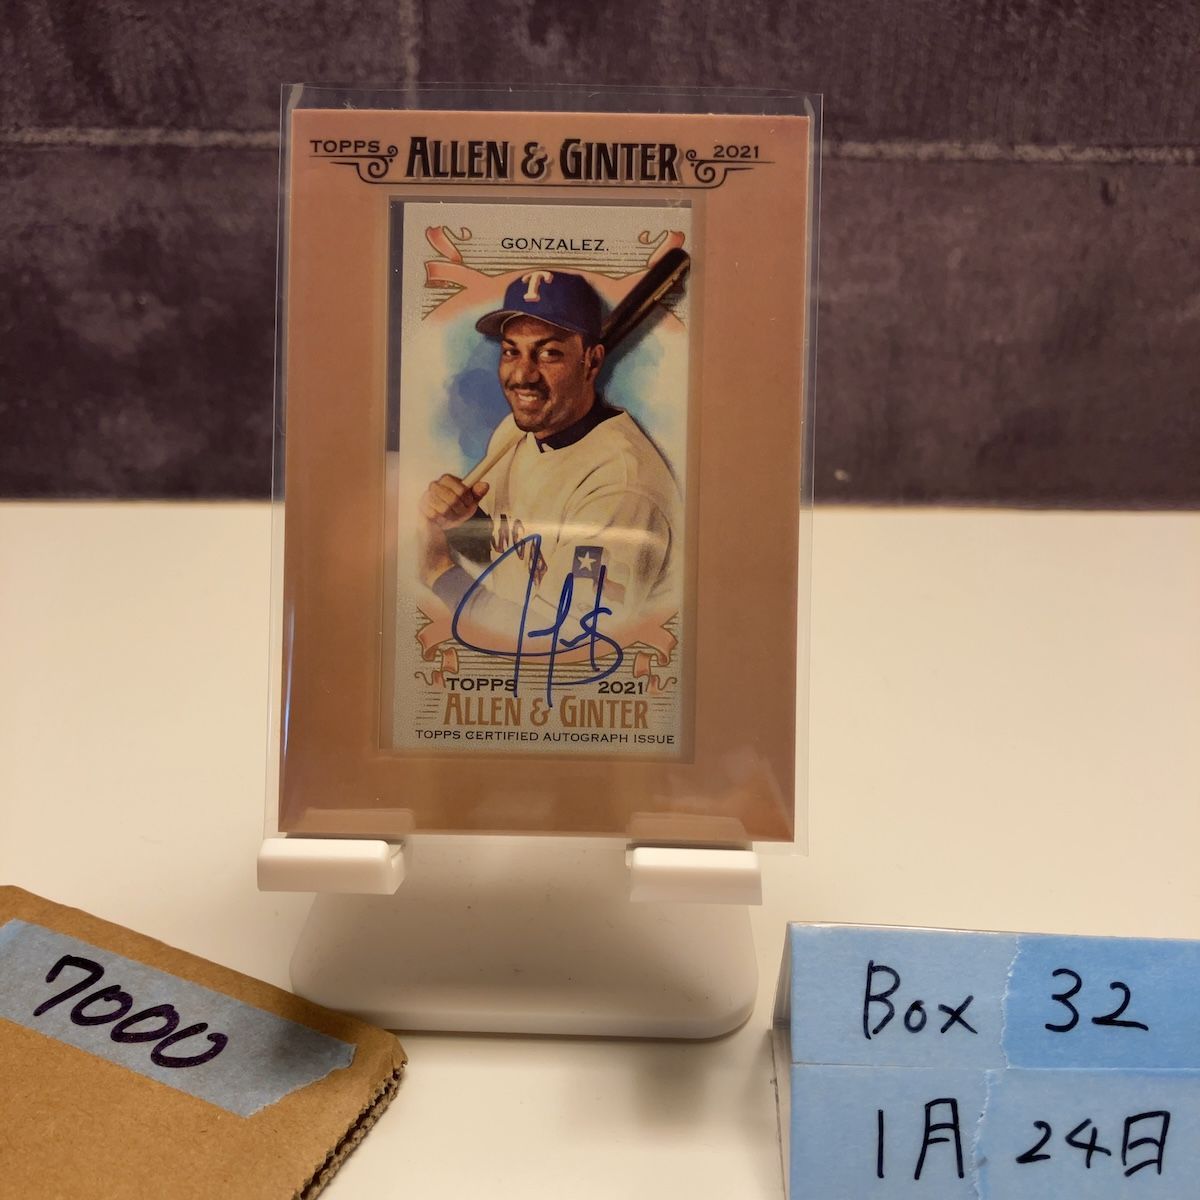 TOPPS ALLEN & GINTER 2021
GONZALEZ.
TOPPS 2021
ALLEN & GINTER
TOPPS CERTIFIED AUTOGRAPH ISSUE
7000
Box 32
1月 24日